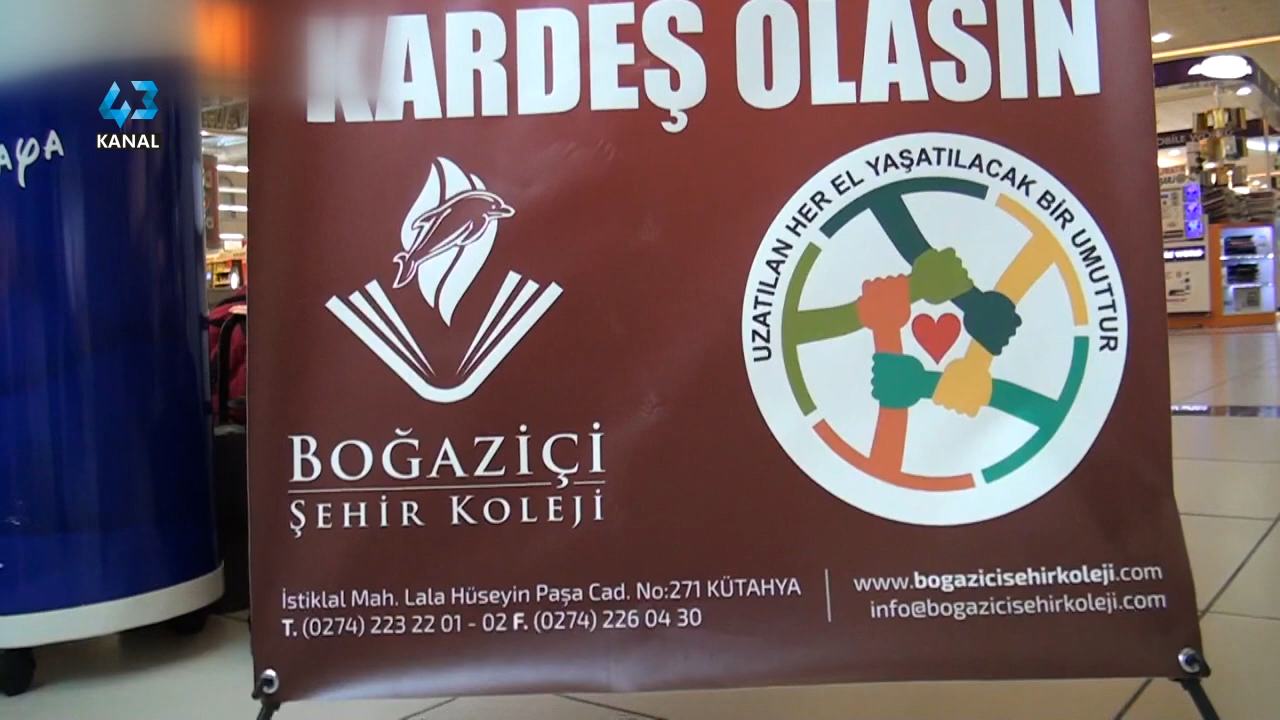 KARDEŞ OLASIN
43
KANAL
UZATILAN HER EL YAŞATILACAK BİR UMUTTUR
BOĞAZİÇİ
ŞEHİR KOLEJİ
İstiklal Mah. Lala Hüseyin Paşa Cad. No:271 KÜTAHYA
T. (0274) 223 22 01 - 02 F. (0274) 226 04 30
www.bogazicisehirkoleji.com
info@bogazicisehirkoleji.com